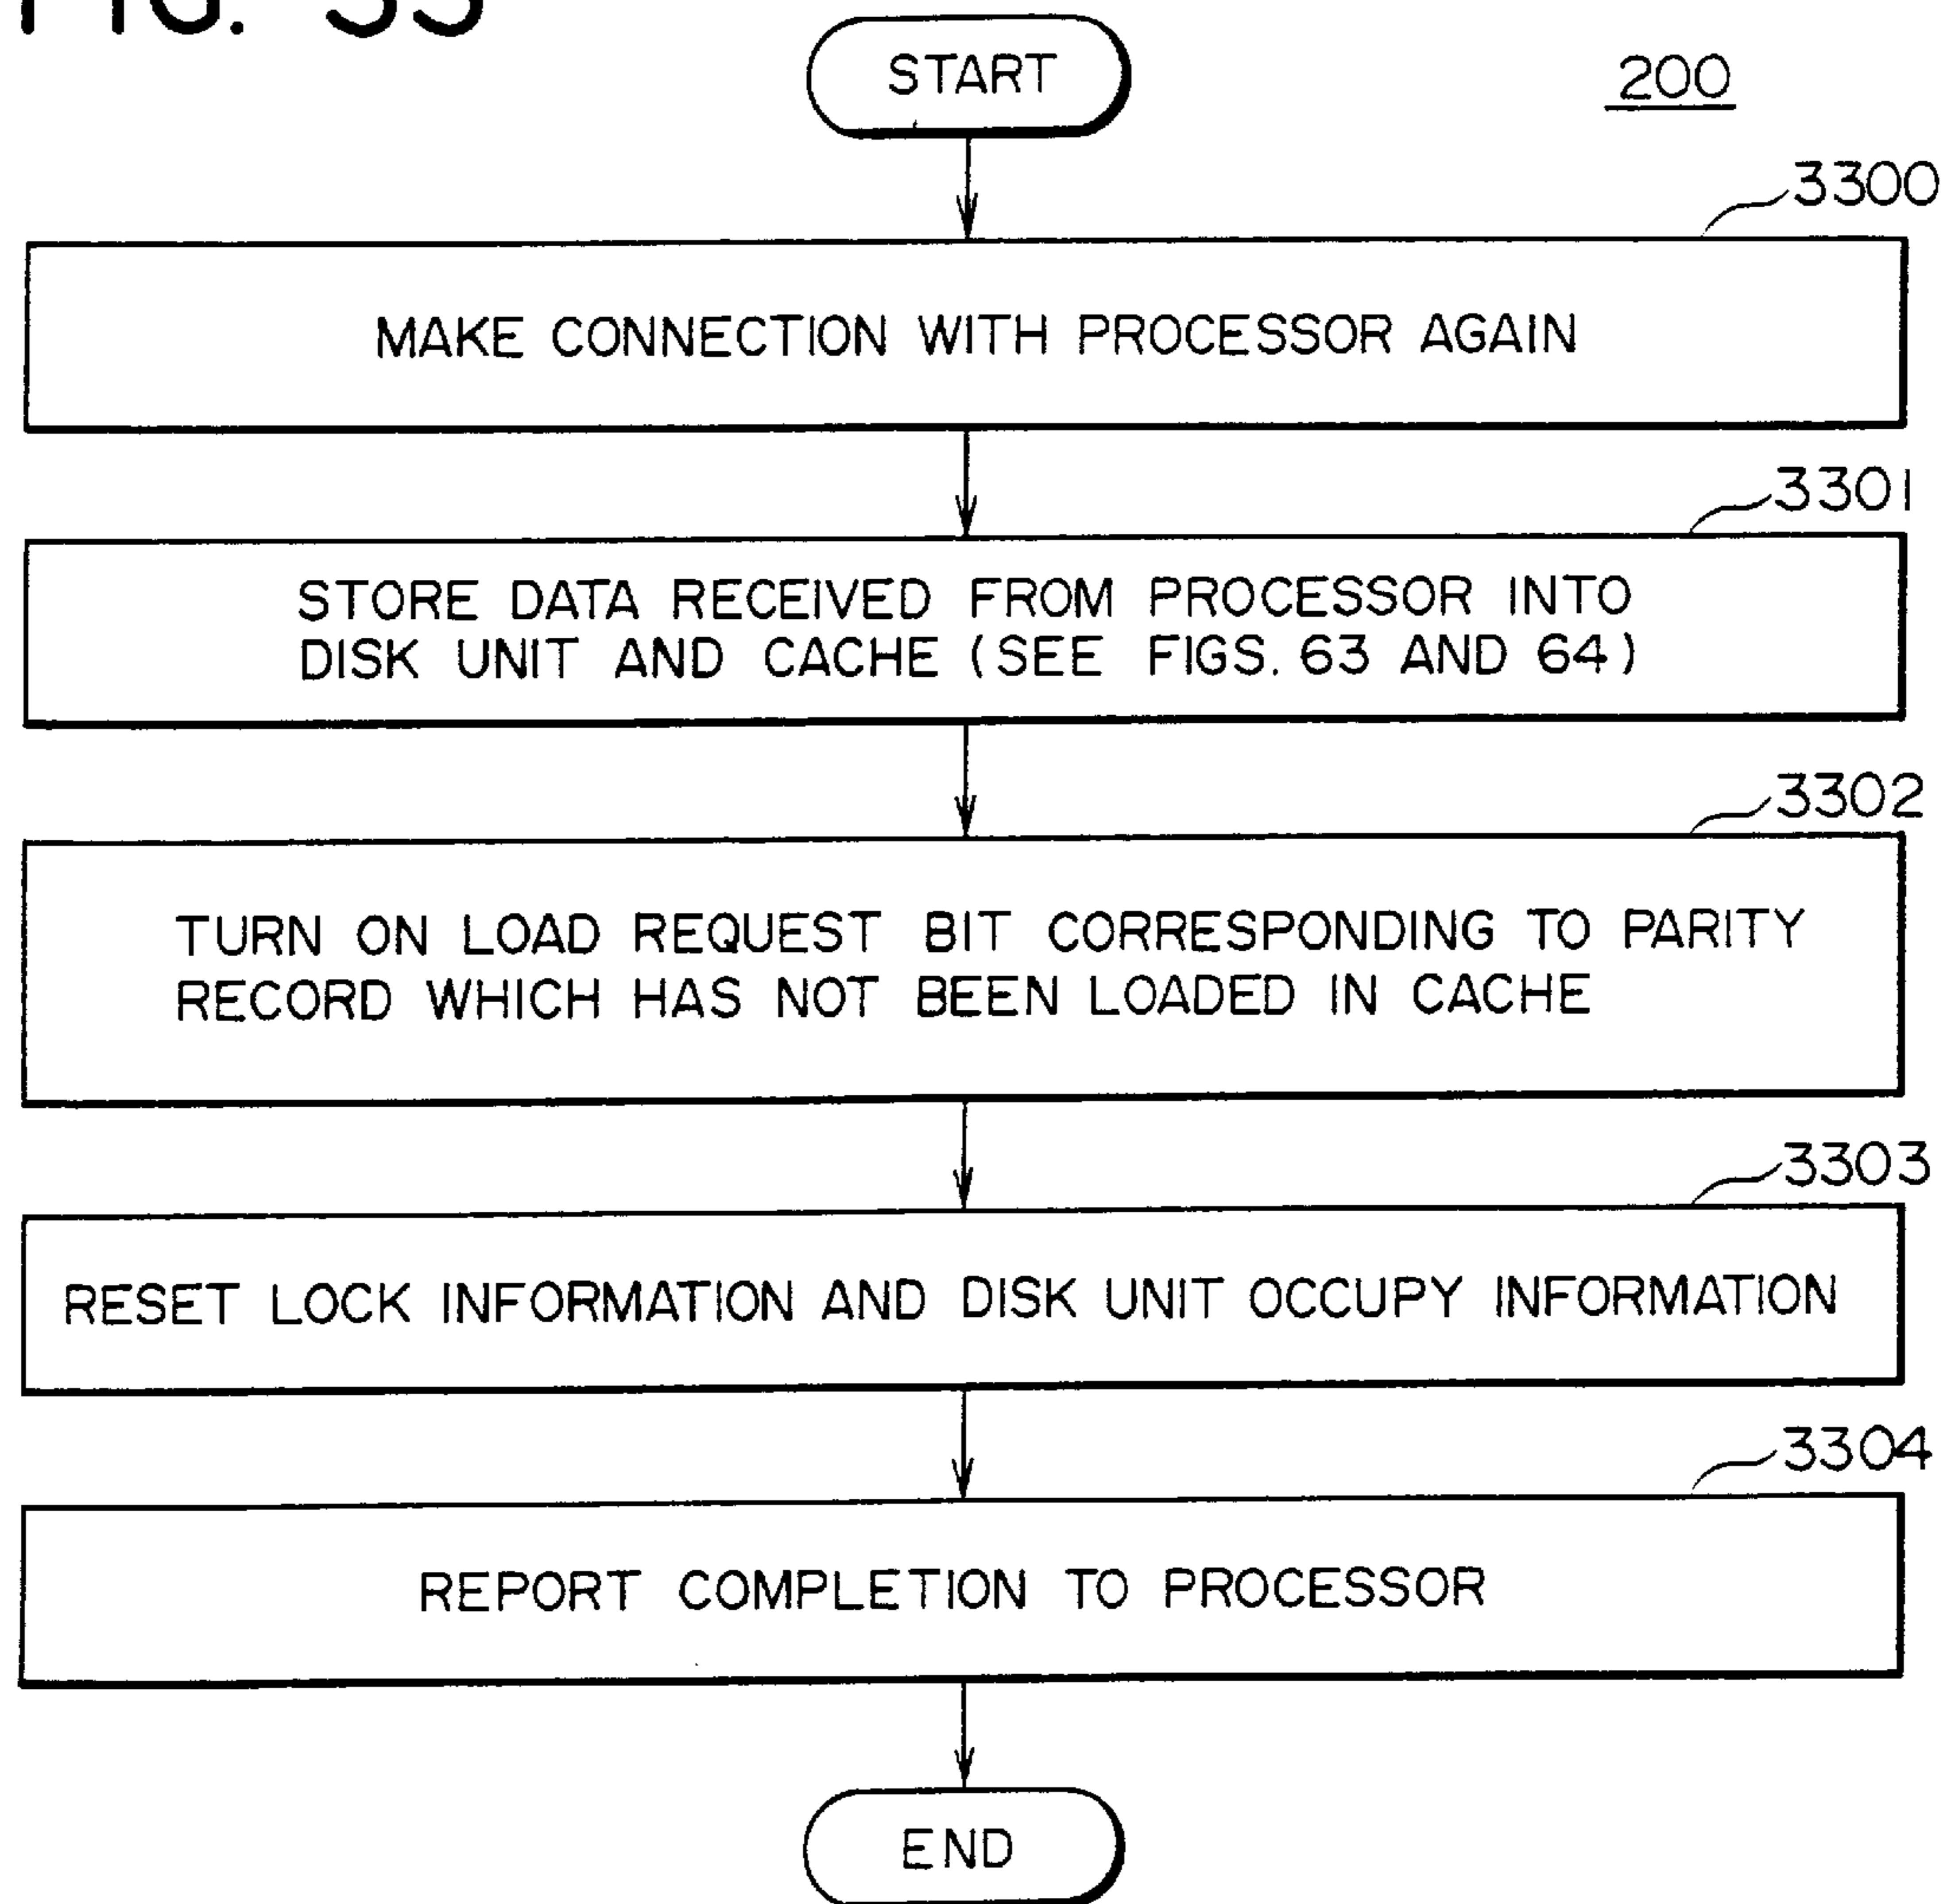 FIG.
START
200
3300
MAKE CONNECTION WITH PROCESSOR AGAIN
3301
STORE DATA RECEIVED FROM PROCESSOR INTO
DISK UNIT AND CACHE (SEE FIGS. 63 AND 64)
3302
TURN ON LOAD REQUEST BIT CORRESPONDING TO PARITY
RECORD WHICH HAS NOT BEEN LOADED IN CACHE
3303
RESET LOCK INFORMATION AND DISK UNIT OCCUPY INFORMATION
3304
REPORT COMPLETION TO PROCESSOR
END